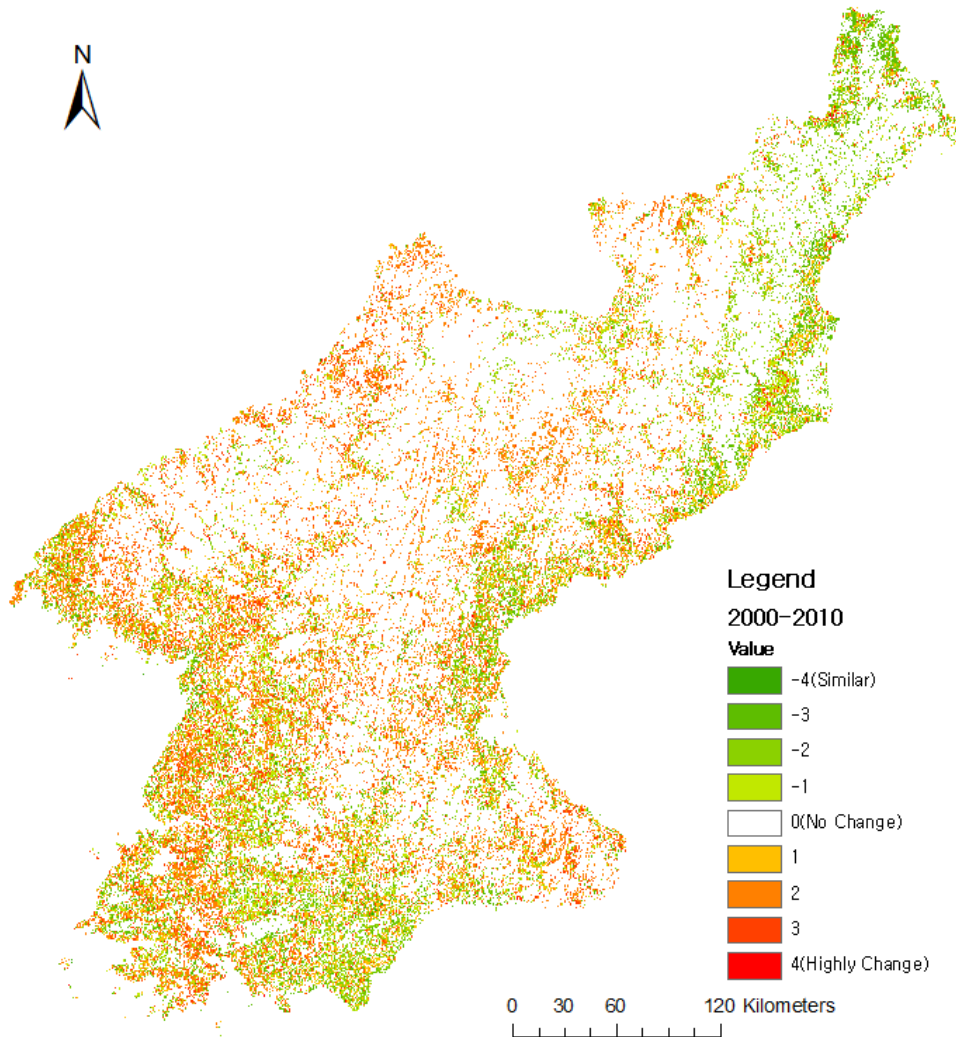 N
Legend
2000-2010
Value
-4(Similar)
-3
-2
-1
0(No Change)
1
2
3
4(Highly Change)
0 30 60 120 Kilometers